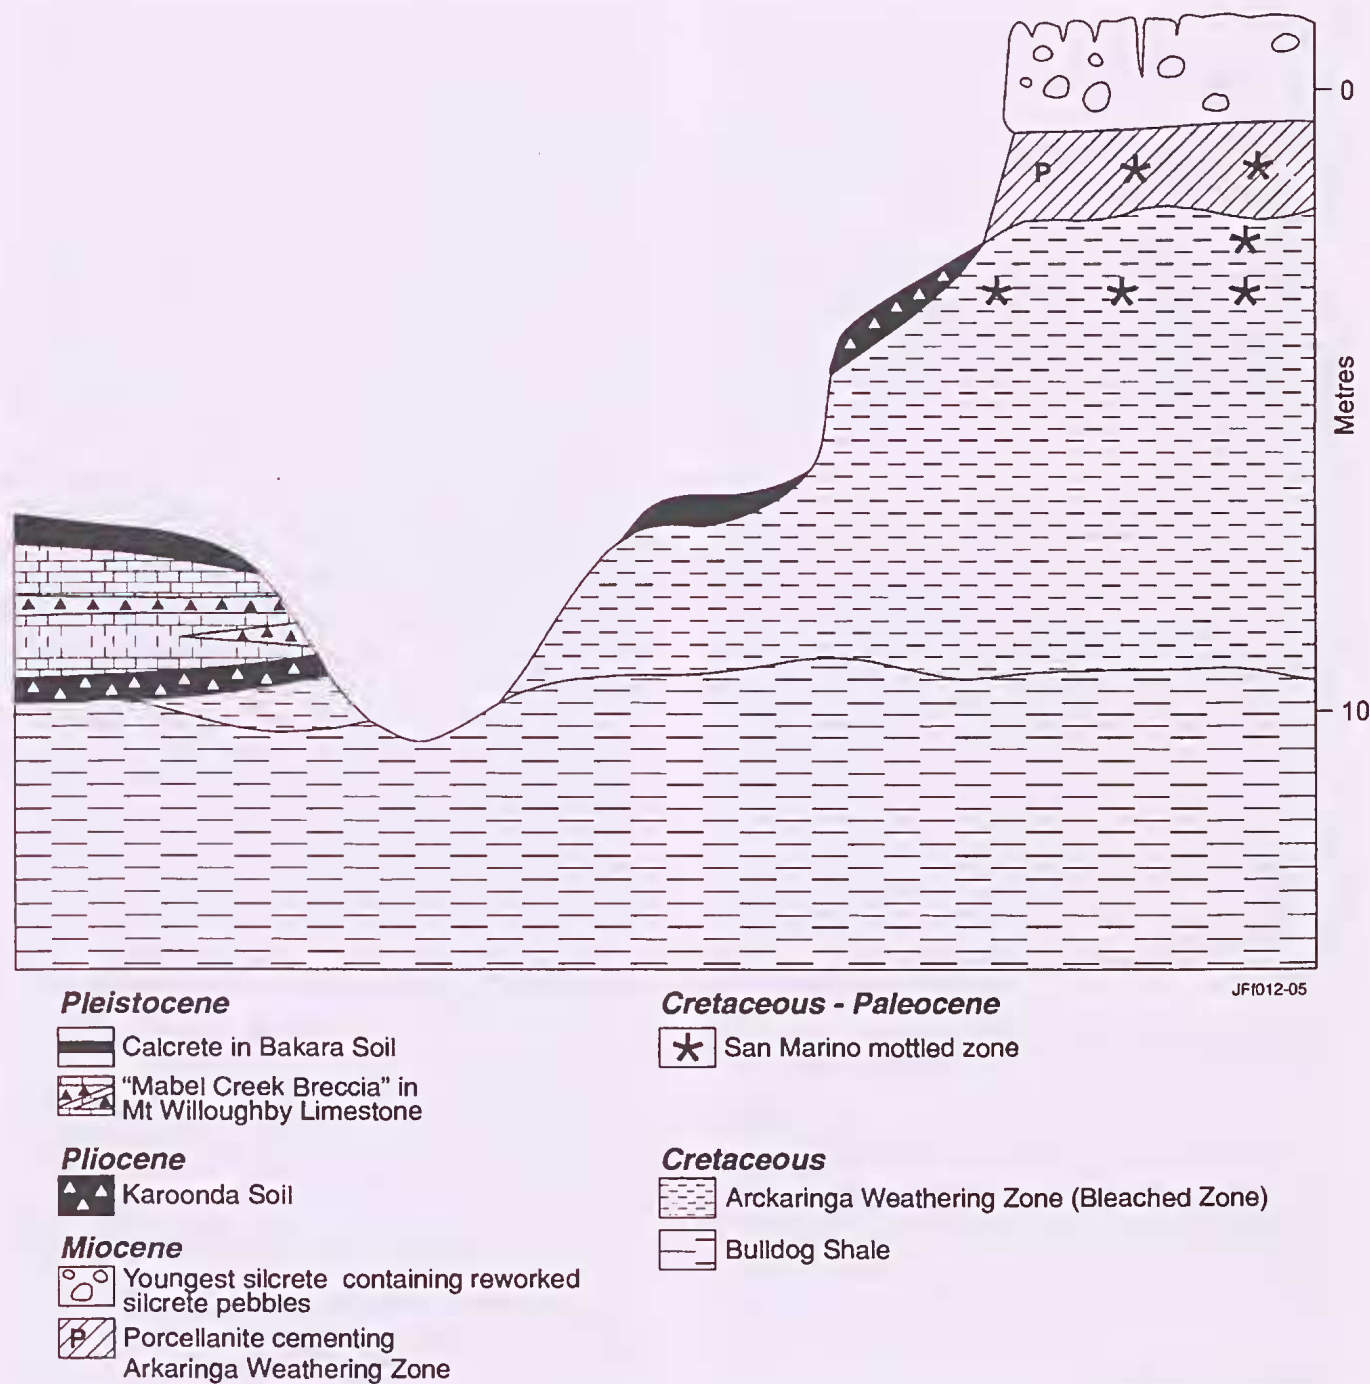 0
P
Metres
10
JFf012-05
Pleistocene
Calcrete in Bakara Soil
"Mabel Creek Breccia" in
Mt Willoughby Limestone
Pliocene
Karoonda Soil
Miocene
Youngest silcrete containing reworked
silcrete pebbles
P Porcellanite cementing
Arkaringa Weathering Zone
Cretaceous - Paleocene
San Marino mottled zone
Cretaceous
Arckaringa Weathering Zone (Bleached Zone)
Bulldog Shale